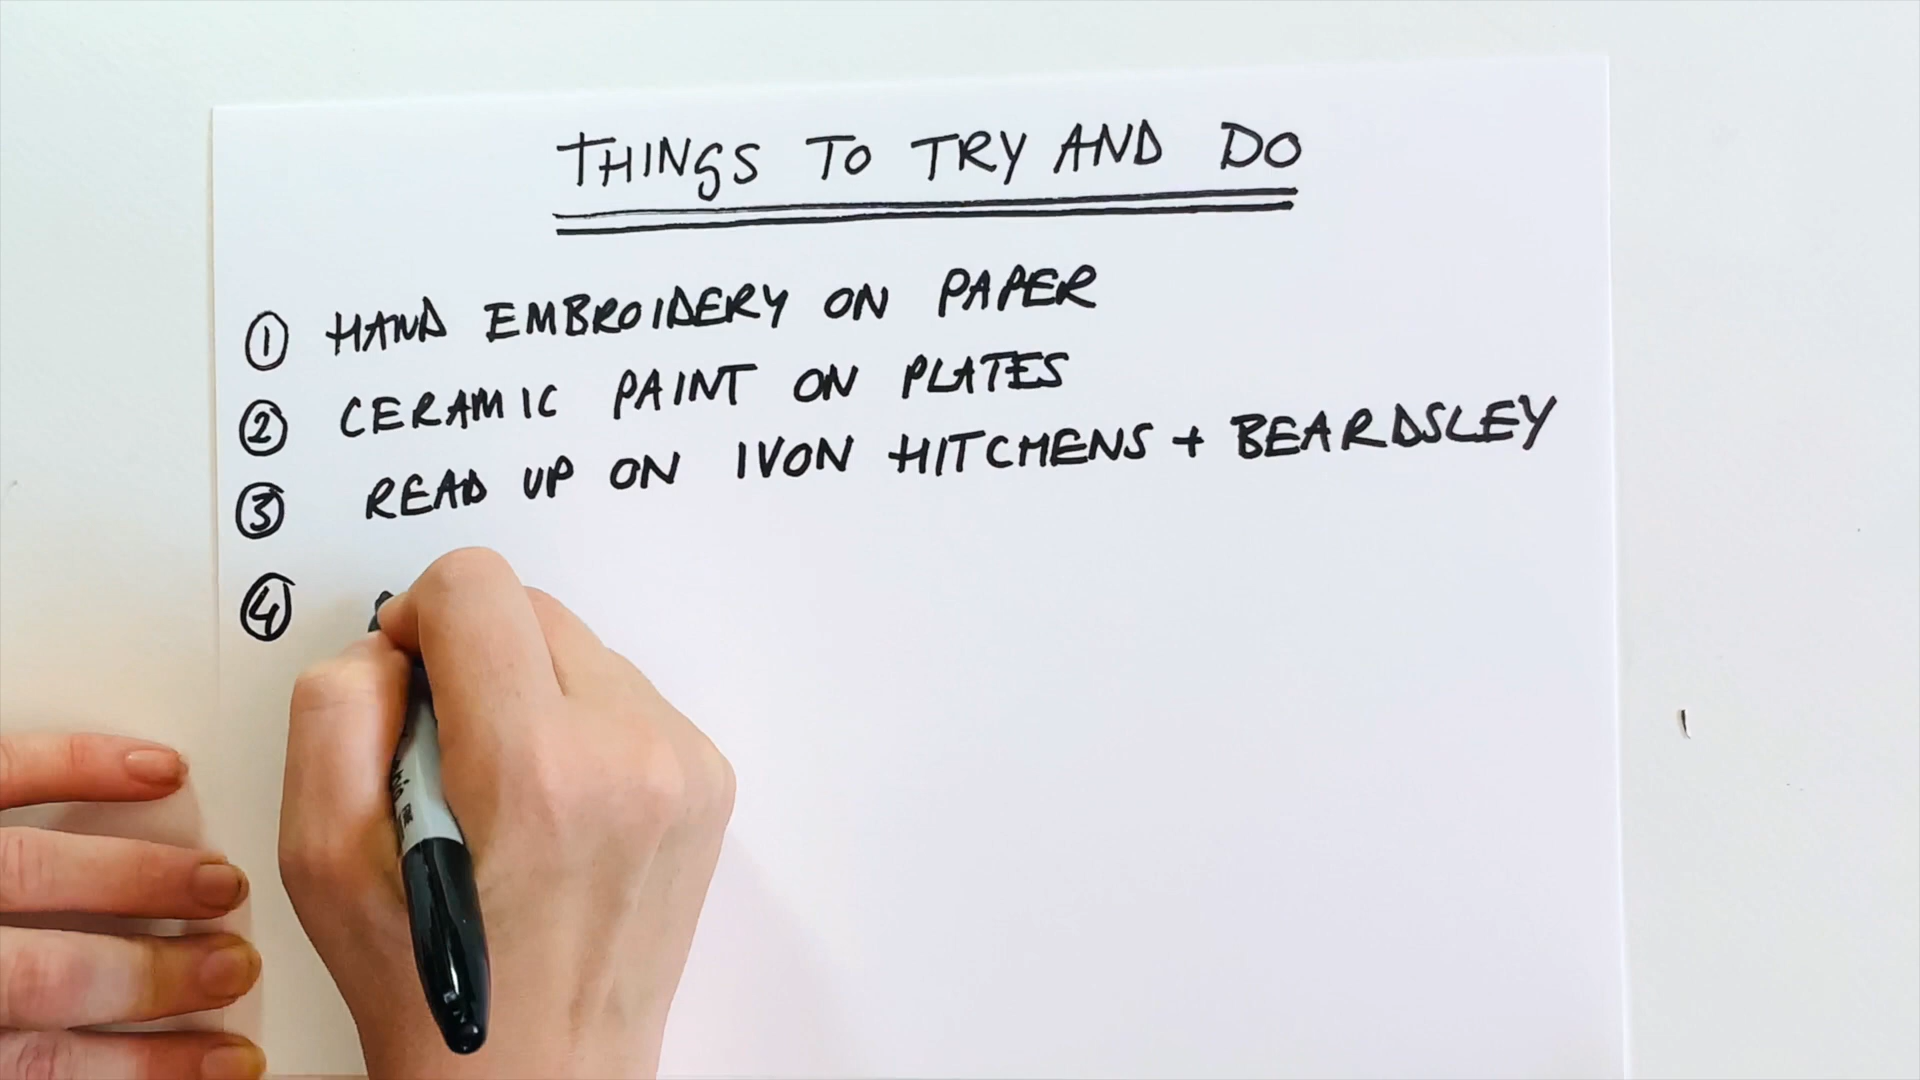 THINGS TO TRY AND DO
① HAND EMBROIDERY ON PAPER
② CERAMIC PAINT ON PLATES
③ READ UP ON IVON HITCHENS + BEARDSLEY
④